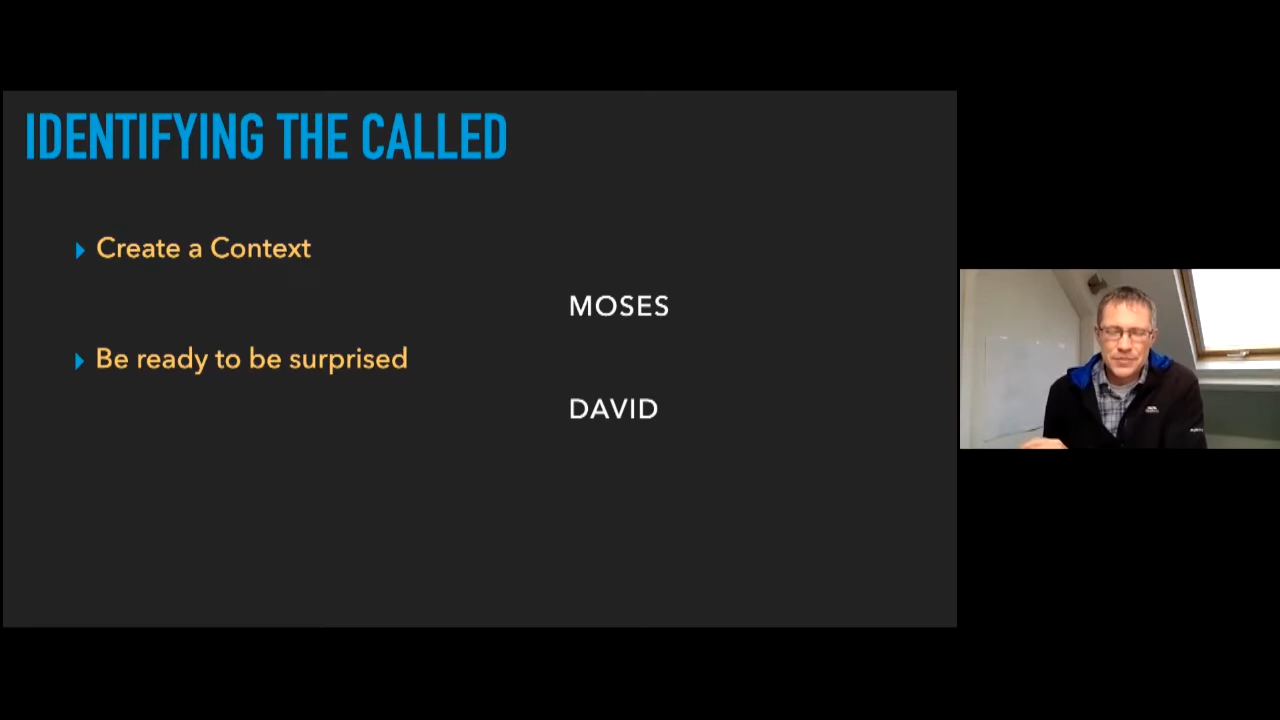 IDENTIFYING THE CALLED
Create a Context
MOSES
Be ready to be surprised
DAVID